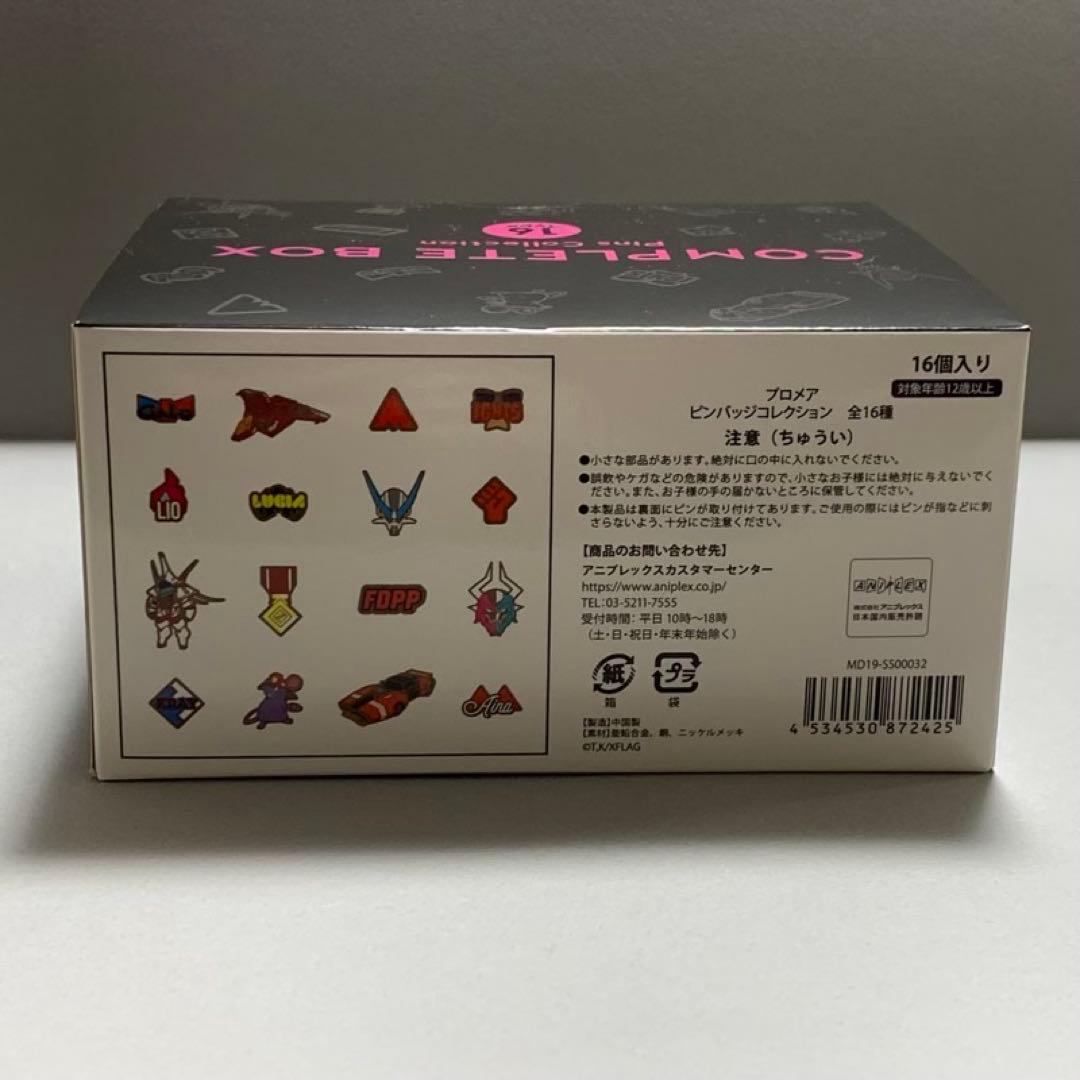 COMPLETE BOX
Pins Collection
16
GALO
IGNIS
LIO
LUCIA
FDPP
KRAY
Aina
16個入り
対象年齢12歳以上
プロメア
ピンバッジコレクション 全16種
注意（ちゅうい）
●小さな部品があります。絶対に口の中に入れないでください。
●誤飲やケガなどの危険がありますので、小さなお子様には絶対に与えないでく
ださい。また、お子様の手の届かないところに保管してください。
●本製品は裏面にピンが取り付けてあります。ご使用の際にはピンが指などに刺
さらないよう、十分にご注意ください。
【商品のお問い合わせ先】
アニプレックスカスタマーセンター
https://www.aniplex.co.jp/
TEL：03-5211-7555
受付時間：平日 10時～18時
（土・日・祝日・年末年始除く）
ANIPLEX
株式会社アニプレックス
日本国内販売許諾
紙
箱
プラ
袋
MD19-SS00032
4 534530 872425
【製造】中国製
【素材】亜鉛合金、銅、ニッケルメッキ
©T,K/XFLAG